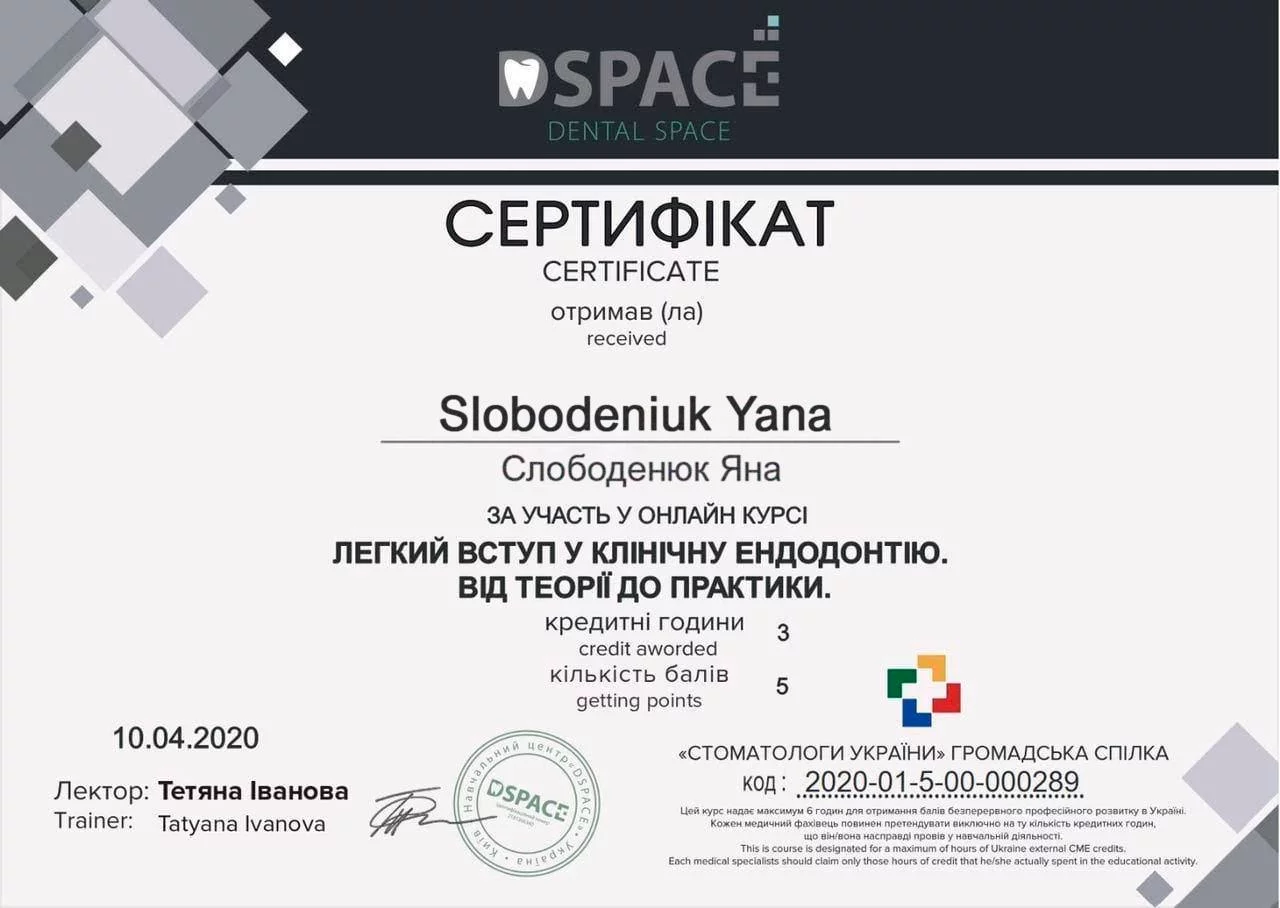 DSPACE
DENTAL SPACE
СЕРТИФІКАТ
CERTIFICATE
отримав (ла)
received
Slobodeniuk Yana
Слободенюк Яна
ЗА УЧАСТЬ У ОНЛАЙН КУРСІ
ЛЕГКИЙ ВСТУП У КЛІНІЧНУ ЕНДОДОНТІЮ.
ВІД ТЕОРІЇ ДО ПРАКТИКИ.
кредитні години 3
credit aworded
кількість балів 5
getting points
10.04.2020
Лектор: Тетяна Іванова
Trainer: Tatyana Ivanova
Навчальний центр «DSPACE» • Україна • Київ •
DSPACE
«СТОМАТОЛОГИ УКРАЇНИ» ГРОМАДСЬКА СПІЛКА
КОД : 2020-01-5-00-000289
Цей курс надає максимум 6 годин для отримання балів безперервного професійного розвитку в Україні.
Кожен медичний фахівець повинен претендувати виключно на ту кількість кредитних годин,
що він/вона насправді провів у навчальній діяльності.
This is course is designated for a maximum of hours of Ukraine external CME credits.
Each medical specialists should claim only those hours of credit that he/she actually spent in the educational activity.